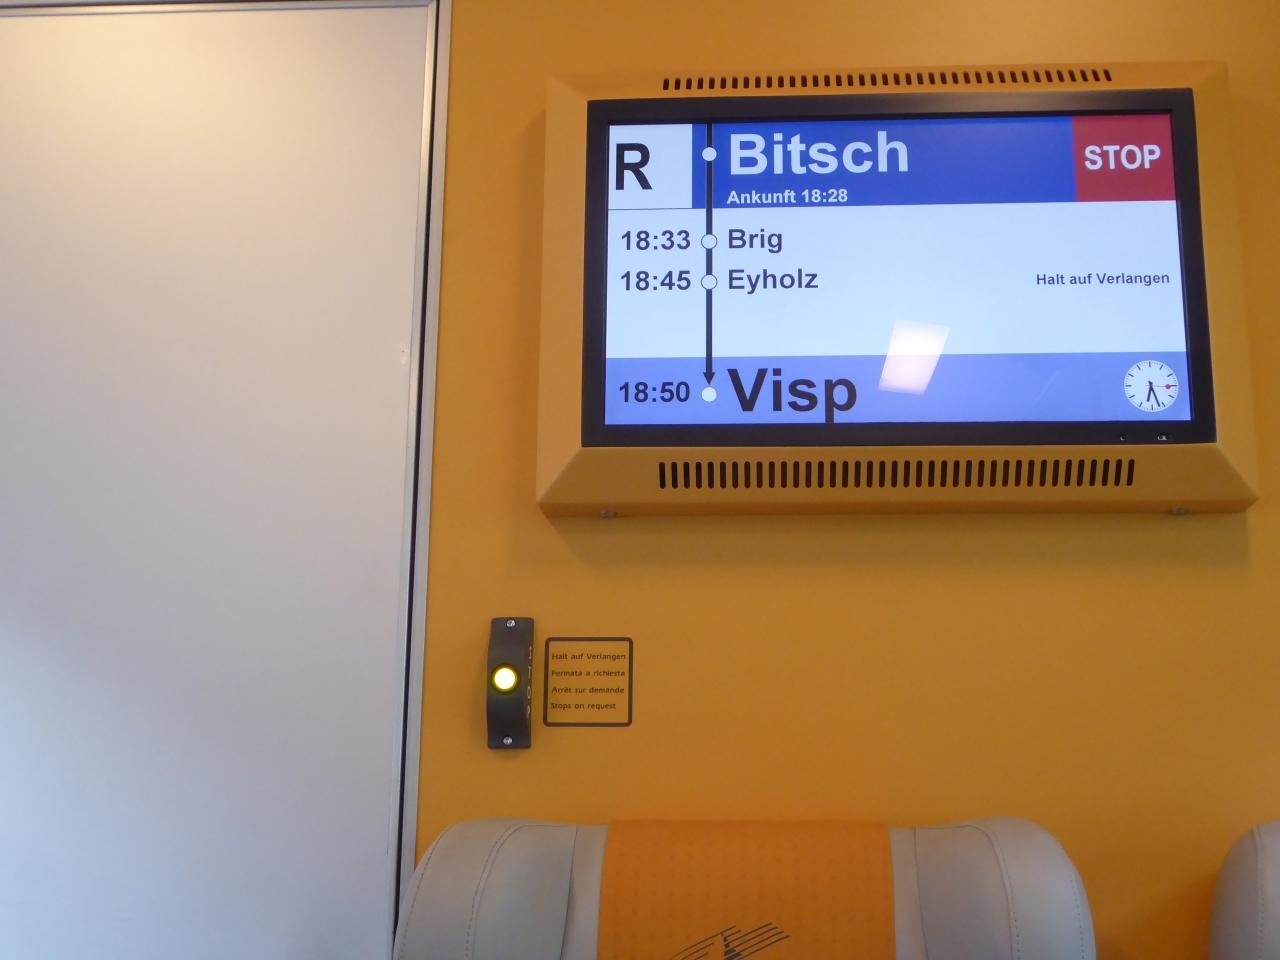 R
Bitsch
STOP
Ankunft 18:28
18:33 Brig
18:45 Eyholz Halt auf Verlangen
18:50 Visp
STOP
Halt auf Verlangen
Fermata a richiesta
Arrêt sur demande
Stops on request